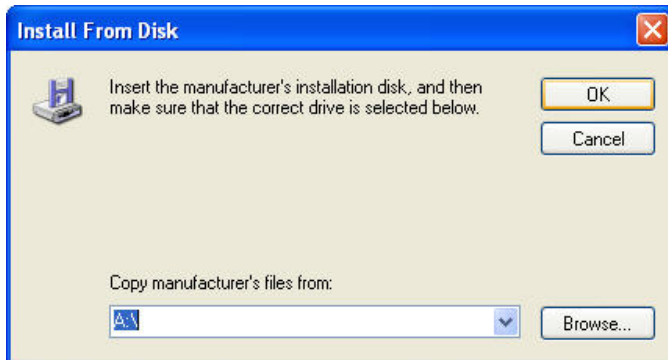 Install From Disk
Insert the manufacturer's installation disk, and then
make sure that the correct drive is selected below.
OK
Cancel
Copy manufacturer's files from:
A:\
Browse...